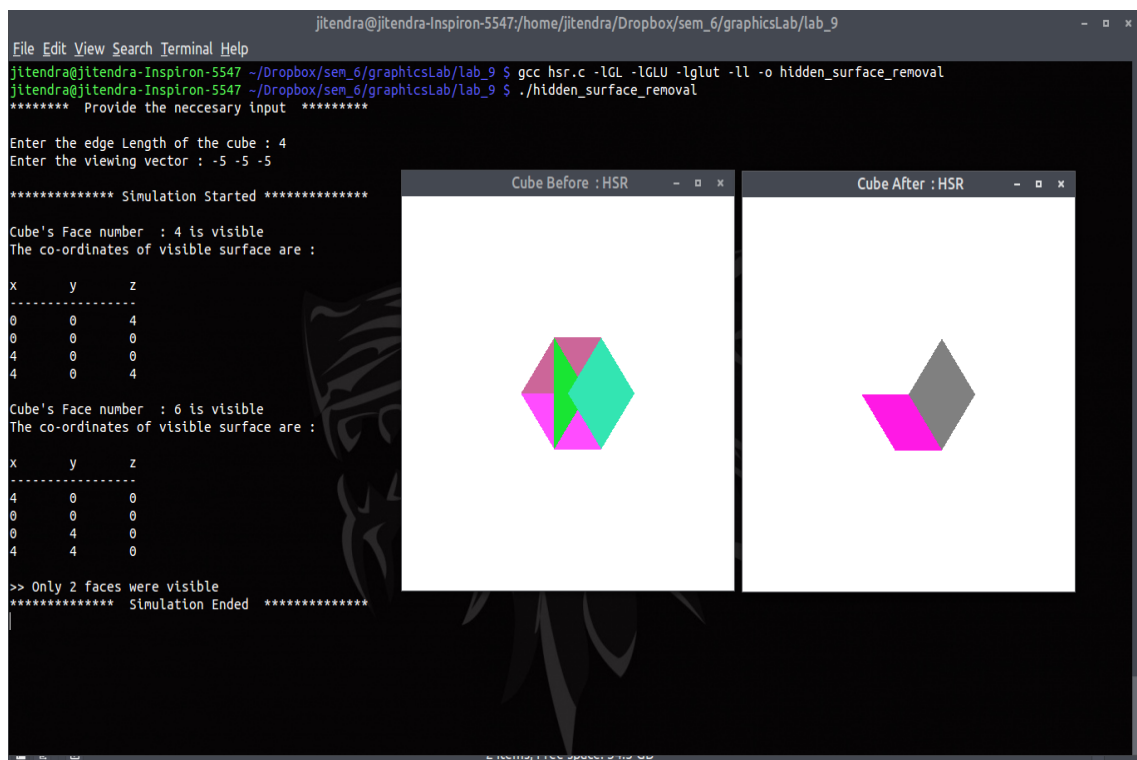 jitendra@jitendra-Inspiron-5547:/home/jitendra/Dropbox/sem_6/graphicsLab/lab_9
File Edit View Search Terminal Help
jitendra@jitendra-Inspiron-5547 ~/Dropbox/sem_6/graphicsLab/lab_9 $ gcc hsr.c -lGL -lGLU -lglut -ll -o hidden_surface_removal
jitendra@jitendra-Inspiron-5547 ~/Dropbox/sem_6/graphicsLab/lab_9 $ ./hidden_surface_removal
******** Provide the neccesary input *********
Enter the edge Length of the cube : 4
Enter the viewing vector : -5 -5 -5
************** Simulation Started **************
Cube's Face number : 4 is visible
The co-ordinates of visible surface are :
x y z
-----------------
0 0 4
0 0 0
4 0 0
4 0 4
Cube's Face number : 6 is visible
The co-ordinates of visible surface are :
x y z
-----------------
4 0 0
0 0 0
0 4 0
4 4 0
>> Only 2 faces were visible
************** Simulation Ended **************
Cube Before : HSR
Cube After : HSR